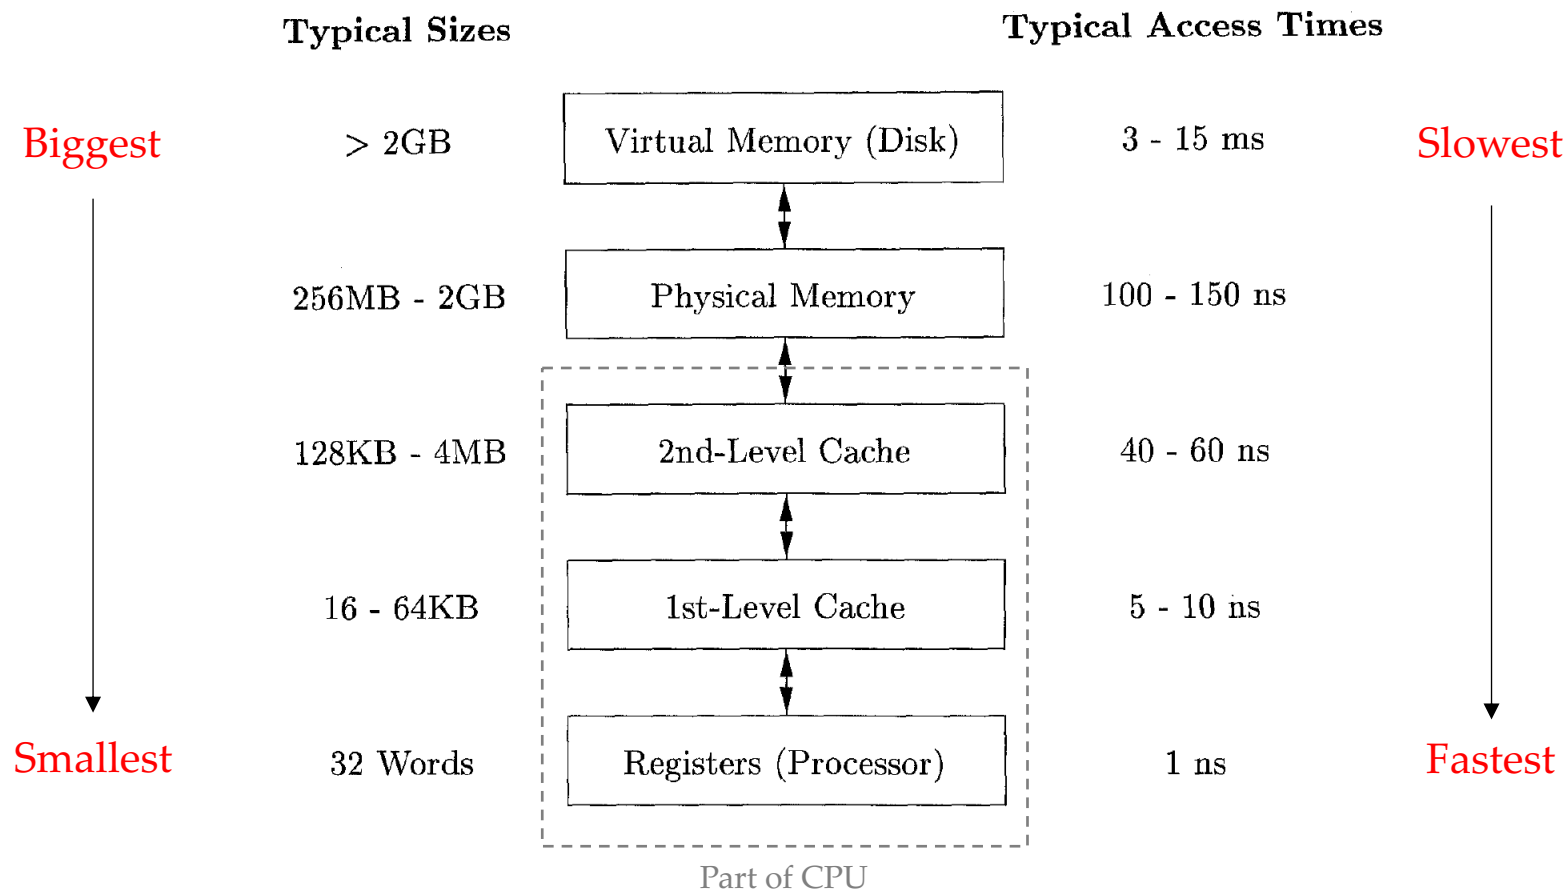 Typical Sizes
Typical Access Times
Biggest
> 2GB
Virtual Memory (Disk)
3 - 15 ms
Slowest
256MB - 2GB
Physical Memory
100 - 150 ns
128KB - 4MB
2nd-Level Cache
40 - 60 ns
16 - 64KB
1st-Level Cache
5 - 10 ns
Smallest
32 Words
Registers (Processor)
1 ns
Fastest
Part of CPU